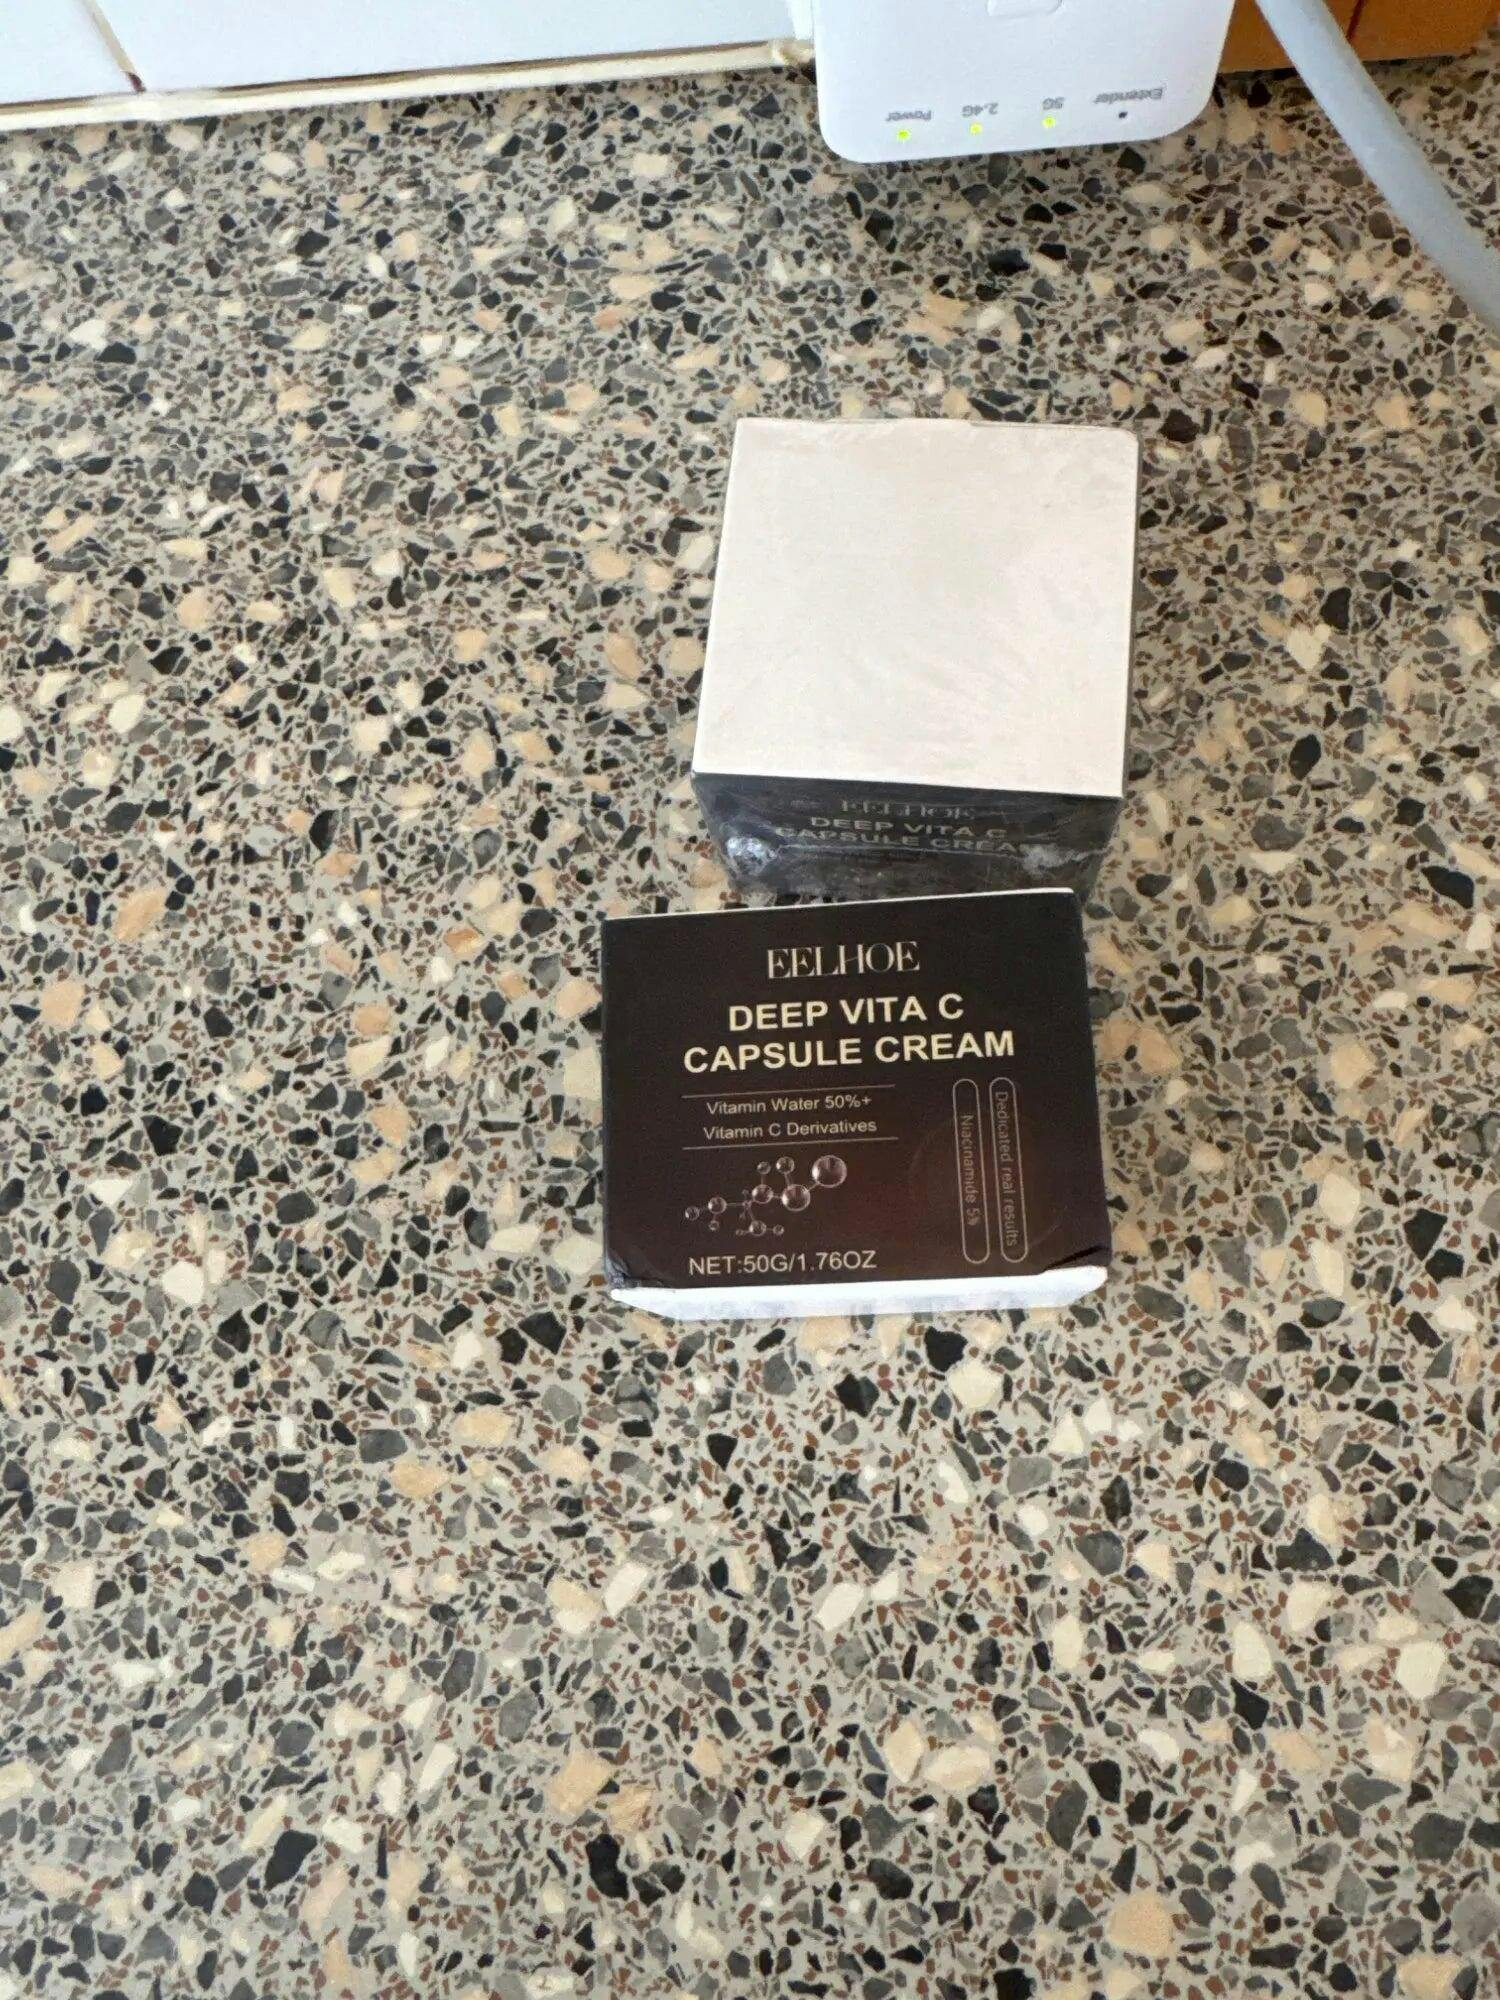 Power 2.4G 5G Extender
EELHOE
DEEP VITA C
CAPSULE CREAM
EELHOE
DEEP VITA C
CAPSULE CREAM
Vitamin Water 50%+
Vitamin C Derivatives
Niacinamide 5%
Dedicated real results
NET:50G/1.76OZ